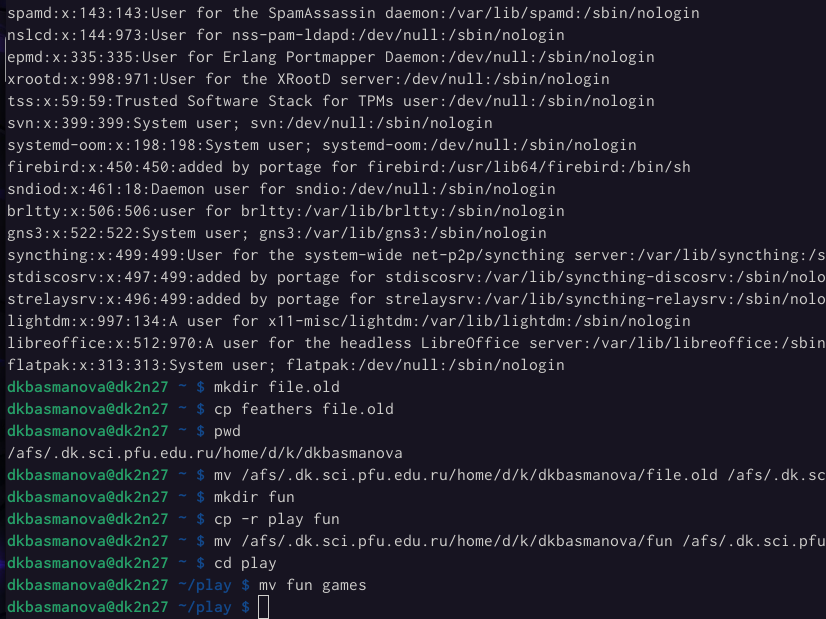 spamd:x:143:143:User for the SpamAssassin daemon:/var/lib/spamd:/sbin/nologin
nslcd:x:144:973:User for nss-pam-ldapd:/dev/null:/sbin/nologin
epmd:x:335:335:User for Erlang Portmapper Daemon:/dev/null:/sbin/nologin
xrootd:x:998:971:User for the XRootD server:/dev/null:/sbin/nologin
tss:x:59:59:Trusted Software Stack for TPMs user:/dev/null:/sbin/nologin
svn:x:399:399:System user; svn:/dev/null:/sbin/nologin
systemd-oom:x:198:198:System user; systemd-oom:/dev/null:/sbin/nologin
firebird:x:450:450:added by portage for firebird:/usr/lib64/firebird:/bin/sh
sndiod:x:461:18:Daemon user for sndio:/dev/null:/sbin/nologin
brltty:x:506:506:user for brltty:/var/lib/brltty:/sbin/nologin
gns3:x:522:522:System user; gns3:/var/lib/gns3:/sbin/nologin
syncthing:x:499:499:User for the system-wide net-p2p/syncthing server:/var/lib/syncthing:/s
stdiscosrv:x:497:499:added by portage for stdiscosrv:/var/lib/syncthing-discosrv:/sbin/nolo
strelaysrv:x:496:499:added by portage for strelaysrv:/var/lib/syncthing-relaysrv:/sbin/nolo
lightdm:x:997:134:A user for x11-misc/lightdm:/var/lib/lightdm:/sbin/nologin
libreoffice:x:512:970:A user for the headless LibreOffice server:/var/lib/libreoffice:/sbin
flatpak:x:313:313:System user; flatpak:/dev/null:/sbin/nologin
dkbasmanova@dk2n27 ~ $ mkdir file.old
dkbasmanova@dk2n27 ~ $ cp feathers file.old
dkbasmanova@dk2n27 ~ $ pwd
/afs/.dk.sci.pfu.edu.ru/home/d/k/dkbasmanova
dkbasmanova@dk2n27 ~ $ mv /afs/.dk.sci.pfu.edu.ru/home/d/k/dkbasmanova/file.old /afs/.dk.sc
dkbasmanova@dk2n27 ~ $ mkdir fun
dkbasmanova@dk2n27 ~ $ cp -r play fun
dkbasmanova@dk2n27 ~ $ mv /afs/.dk.sci.pfu.edu.ru/home/d/k/dkbasmanova/fun /afs/.dk.sci.pfu
dkbasmanova@dk2n27 ~ $ cd play
dkbasmanova@dk2n27 ~/play $ mv fun games
dkbasmanova@dk2n27 ~/play $